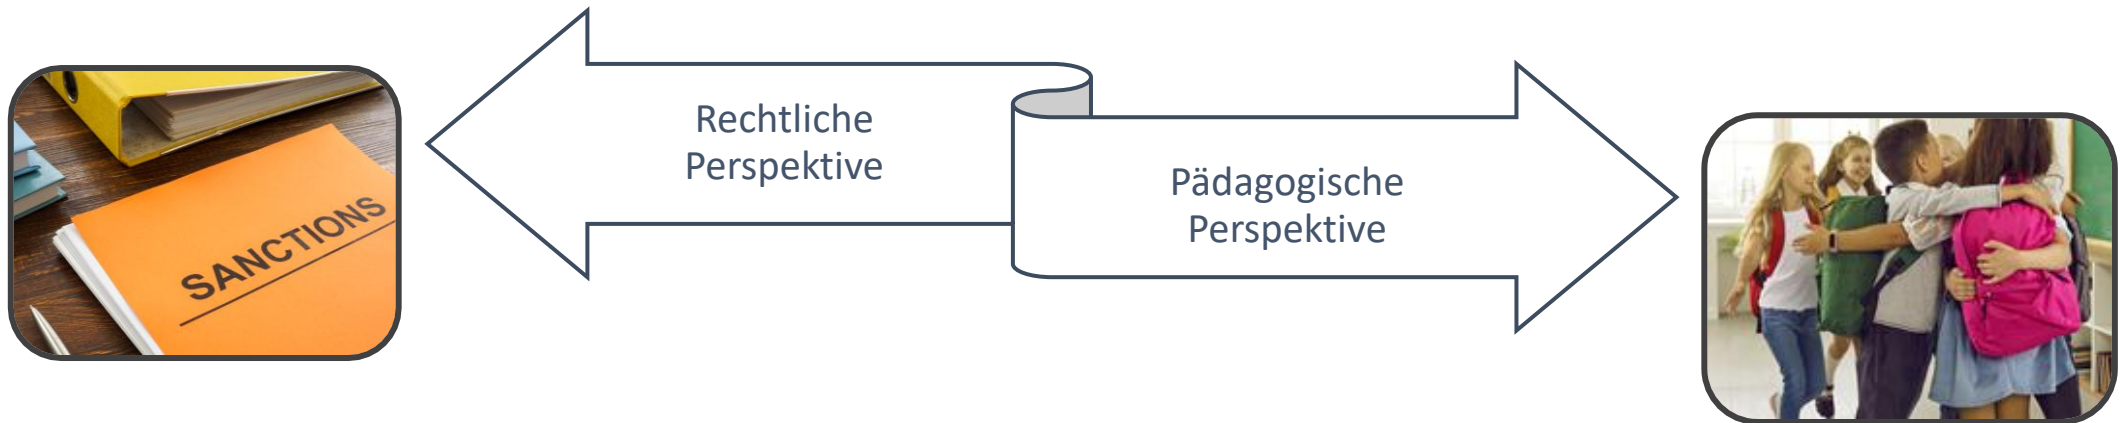 SANCTIONS
Rechtliche
Perspektive
Pädagogische
Perspektive